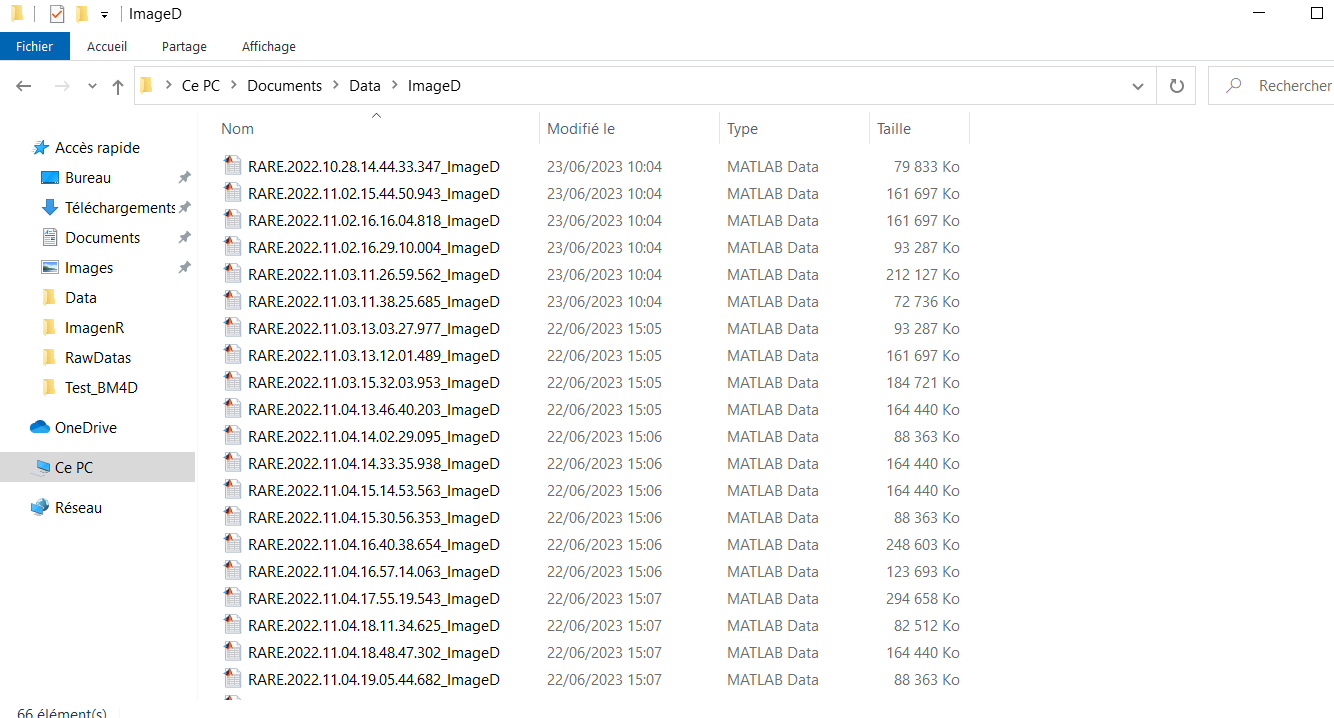 ImageD
Fichier Accueil Partage Affichage
Ce PC Documents Data ImageD Rechercher
Nom Modifié le Type Taille
Accès rapide
Bureau
Téléchargements
Documents
Images
Data
ImagenR
RawDatas
Test_BM4D
OneDrive
Ce PC
Réseau
RARE.2022.10.28.14.44.33.347_ImageD 23/06/2023 10:04 MATLAB Data 79 833 Ko
RARE.2022.11.02.15.44.50.943_ImageD 23/06/2023 10:04 MATLAB Data 161 697 Ko
RARE.2022.11.02.16.16.04.818_ImageD 23/06/2023 10:04 MATLAB Data 161 697 Ko
RARE.2022.11.02.16.29.10.004_ImageD 23/06/2023 10:04 MATLAB Data 93 287 Ko
RARE.2022.11.03.11.26.59.562_ImageD 23/06/2023 10:04 MATLAB Data 212 127 Ko
RARE.2022.11.03.11.38.25.685_ImageD 23/06/2023 10:04 MATLAB Data 72 736 Ko
RARE.2022.11.03.13.03.27.977_ImageD 22/06/2023 15:05 MATLAB Data 93 287 Ko
RARE.2022.11.03.13.12.01.489_ImageD 22/06/2023 15:05 MATLAB Data 161 697 Ko
RARE.2022.11.03.15.32.03.953_ImageD 22/06/2023 15:05 MATLAB Data 184 721 Ko
RARE.2022.11.04.13.46.40.203_ImageD 22/06/2023 15:05 MATLAB Data 164 440 Ko
RARE.2022.11.04.14.02.29.095_ImageD 22/06/2023 15:06 MATLAB Data 88 363 Ko
RARE.2022.11.04.14.33.35.938_ImageD 22/06/2023 15:06 MATLAB Data 164 440 Ko
RARE.2022.11.04.15.14.53.563_ImageD 22/06/2023 15:06 MATLAB Data 164 440 Ko
RARE.2022.11.04.15.30.56.353_ImageD 22/06/2023 15:06 MATLAB Data 88 363 Ko
RARE.2022.11.04.16.40.38.654_ImageD 22/06/2023 15:06 MATLAB Data 248 603 Ko
RARE.2022.11.04.16.57.14.063_ImageD 22/06/2023 15:06 MATLAB Data 123 693 Ko
RARE.2022.11.04.17.55.19.543_ImageD 22/06/2023 15:07 MATLAB Data 294 658 Ko
RARE.2022.11.04.18.11.34.625_ImageD 22/06/2023 15:07 MATLAB Data 82 512 Ko
RARE.2022.11.04.18.48.47.302_ImageD 22/06/2023 15:07 MATLAB Data 164 440 Ko
RARE.2022.11.04.19.05.44.682_ImageD 22/06/2023 15:07 MATLAB Data 88 363 Ko
66 élément(s)